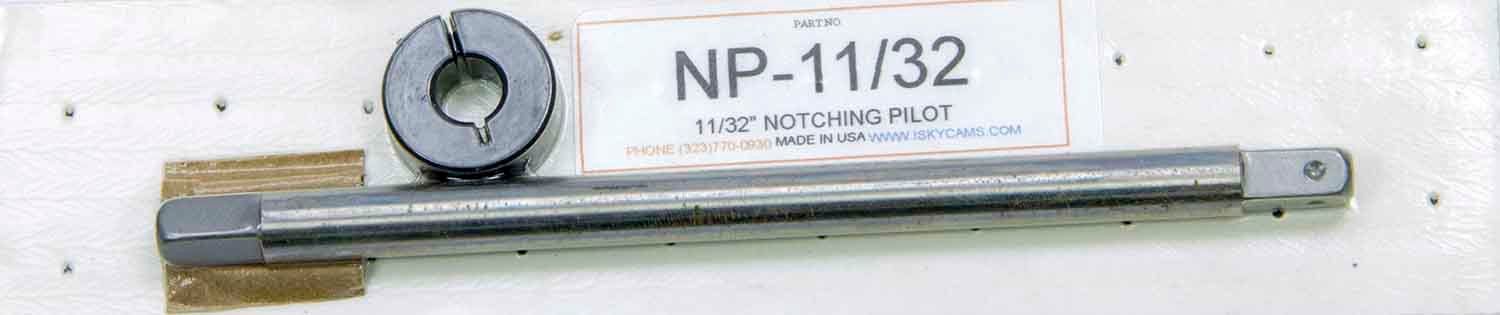 PART NO.
NP-11/32
11/32" NOTCHING PILOT
PHONE (323)770-0930 MADE IN USA WWW.ISKYCAMS.COM